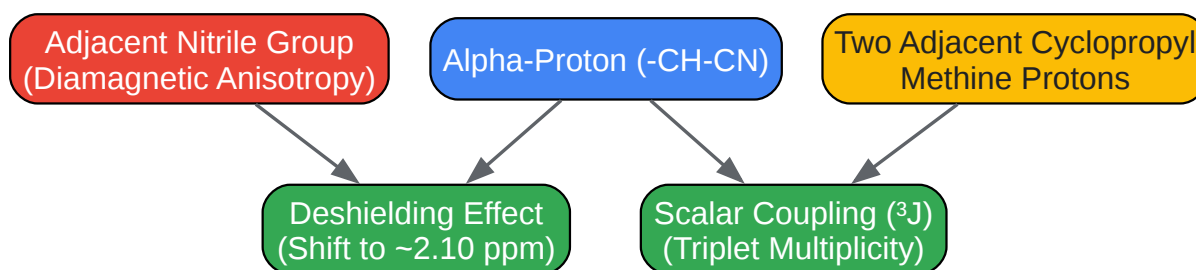 Adjacent Nitrile Group
(Diamagnetic Anisotropy)
Alpha-Proton (-CH-CN)
Two Adjacent Cyclopropyl
Methine Protons
Deshielding Effect
(Shift to ~2.10 ppm)
Scalar Coupling (³J)
(Triplet Multiplicity)